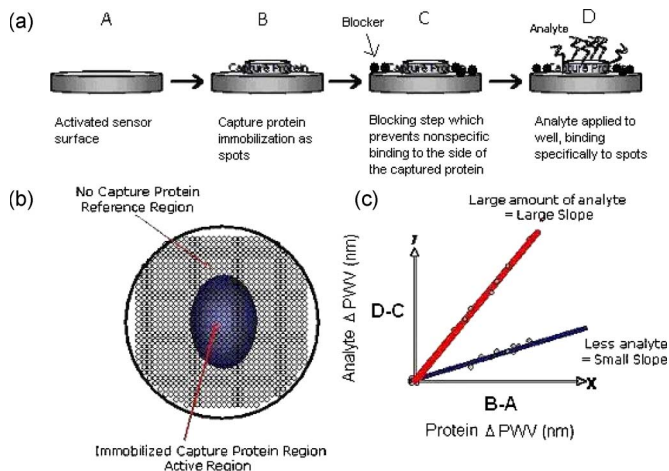 (a)
A
B
C
D
Blocker
Analyte
Capture Protein
Capture Protein
Capture Protein
Activated sensor
surface
Capture protein
immobilization as
spots
Blocking step which
prevents nonspecific
binding to the side of
the captured protein
Analyte applied to
well, binding
specifically to spots
(b)
No Capture Protein
Reference Region
Immobilized Capture Protein Region
Active Region
(c)
Large amount of analyte
= Large Slope
Analyte Δ PWV (nm)
D-C
Less analyte
= Small Slope
X
B-A
Protein Δ PWV (nm)